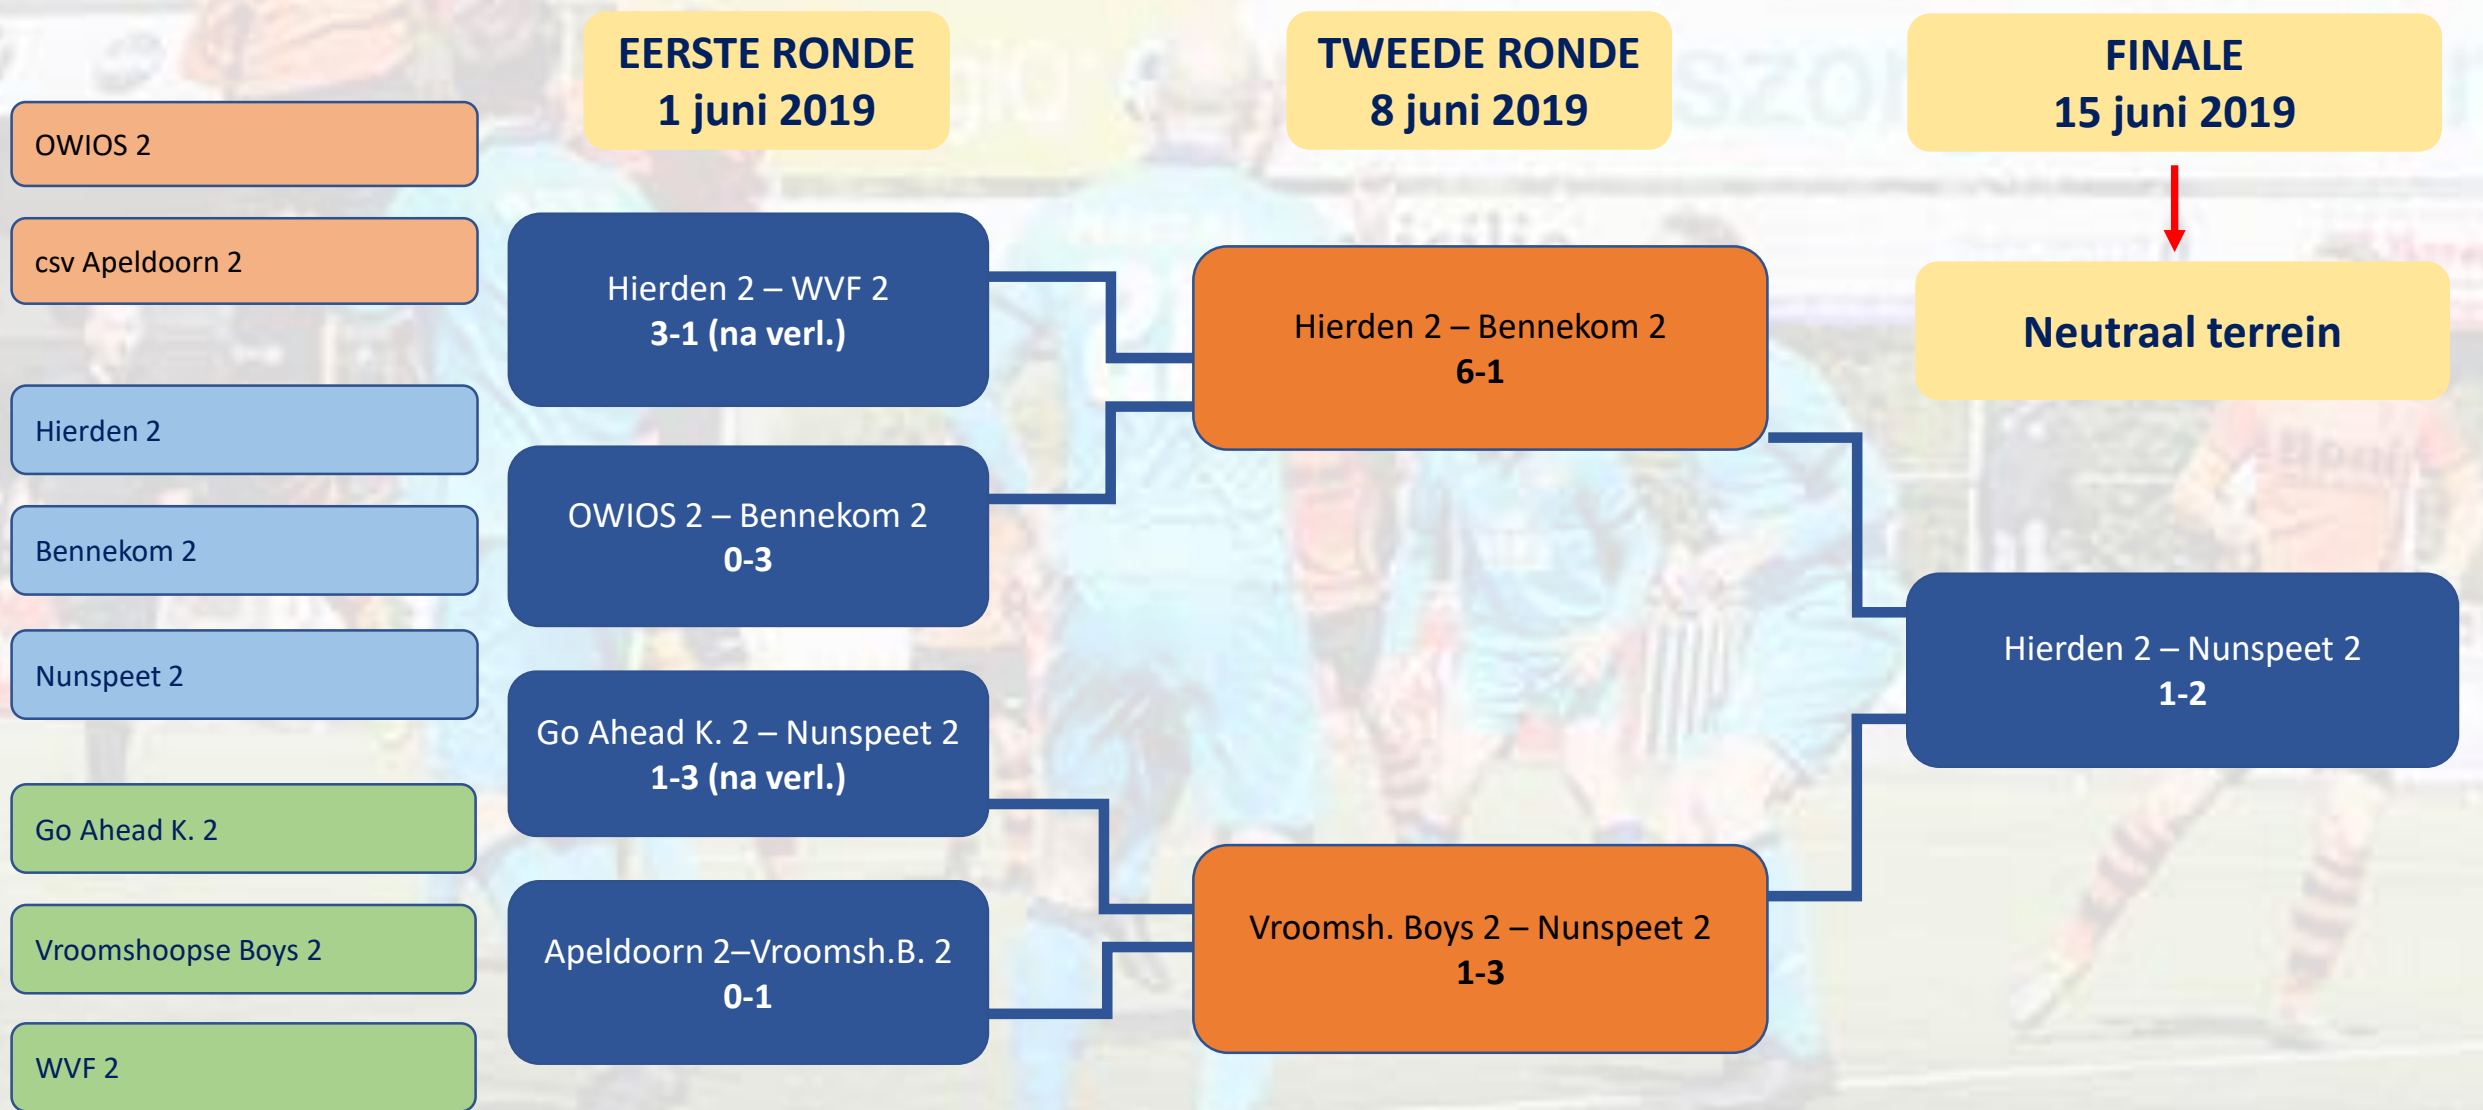 EERSTE RONDE
1 juni 2019
TWEEDE RONDE
8 juni 2019
FINALE
15 juni 2019
OWIOS 2
csv Apeldoorn 2
Hierden 2
Bennekom 2
Nunspeet 2
Go Ahead K. 2
Vroomshoopse Boys 2
WVF 2
Hierden 2 – WVF 2
3-1 (na verl.)
OWIOS 2 – Bennekom 2
0-3
Go Ahead K. 2 – Nunspeet 2
1-3 (na verl.)
Apeldoorn 2–Vroomsh.B. 2
0-1
Hierden 2 – Bennekom 2
6-1
Vroomsh. Boys 2 – Nunspeet 2
1-3
Neutraal terrein
Hierden 2 – Nunspeet 2
1-2